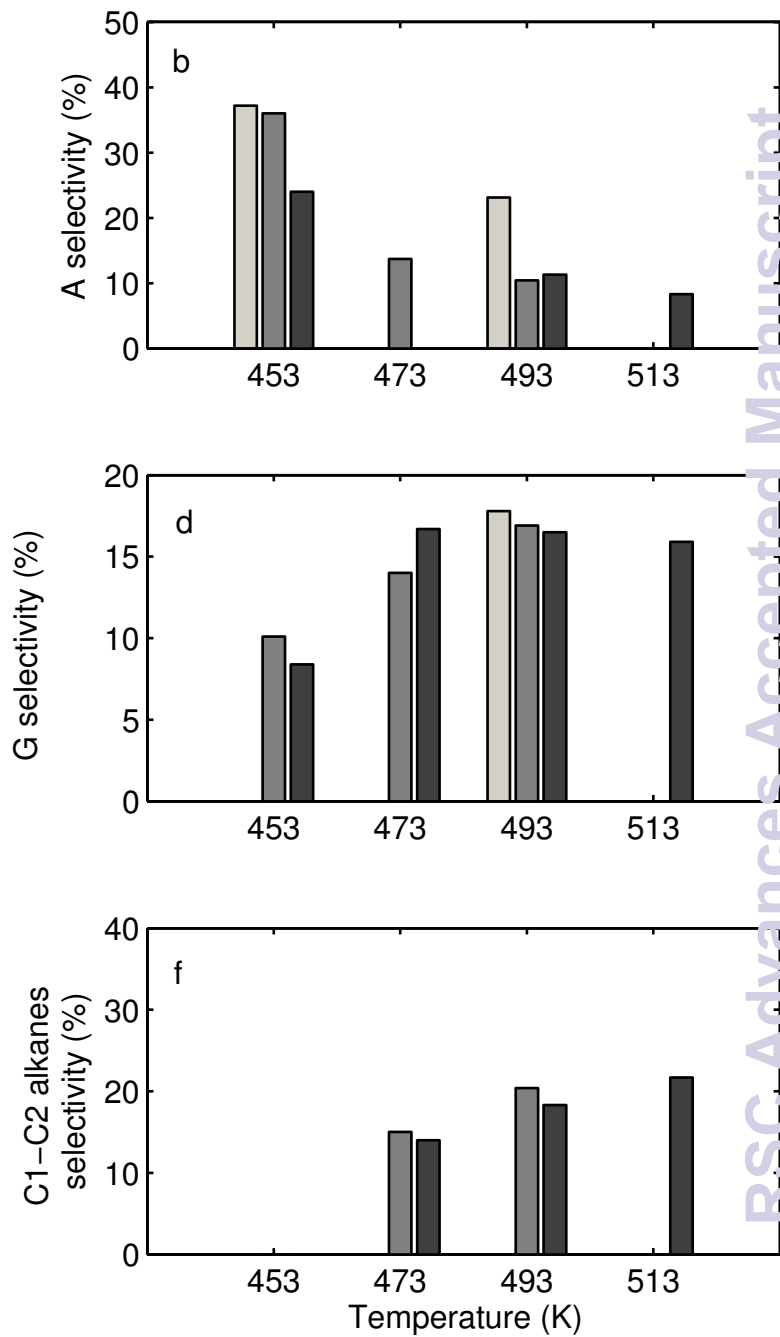 b
50
40
30
20
10
0
A selectivity (%)
453 473 493 513
d
20
15
10
5
0
G selectivity (%)
453 473 493 513
f
40
30
20
10
0
C1−C2 alkanes
selectivity (%)
453 473 493 513
Temperature (K)
RSC Advances Accepted Manuscript